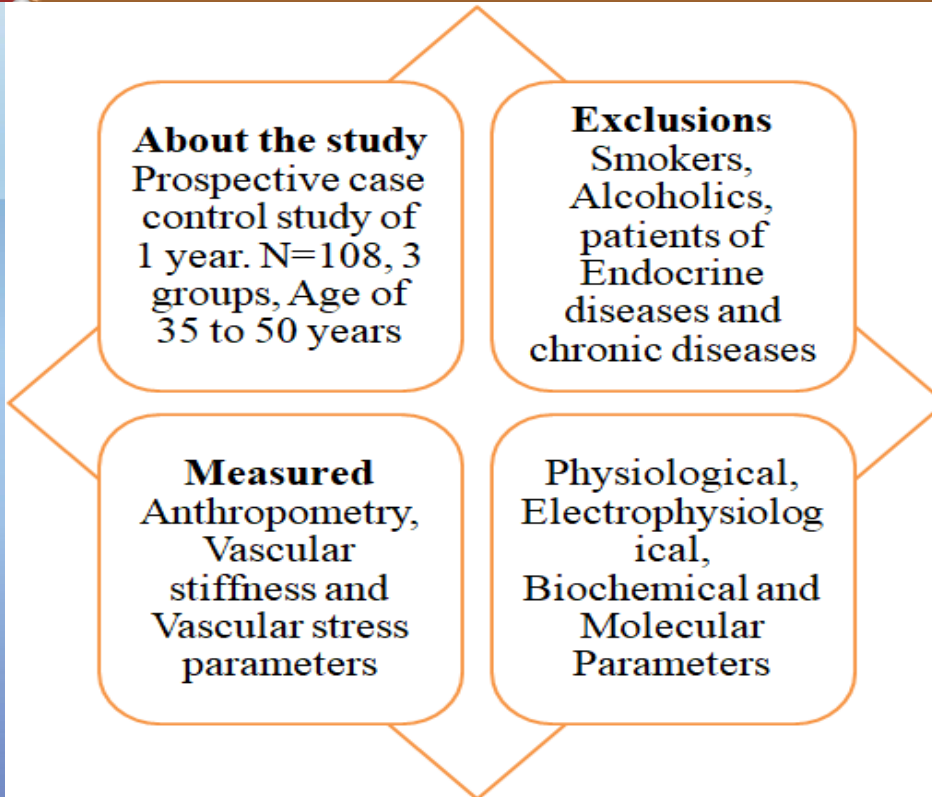 About the study
Prospective case
control study of
1 year. N=108, 3
groups, Age of
35 to 50 years
Exclusions
Smokers,
Alcoholics,
patients of
Endocrine
diseases and
chronic diseases
Measured
Anthropometry,
Vascular
stiffness and
Vascular stress
parameters
Physiological,
Electrophysiolog
ical,
Biochemical and
Molecular
Parameters